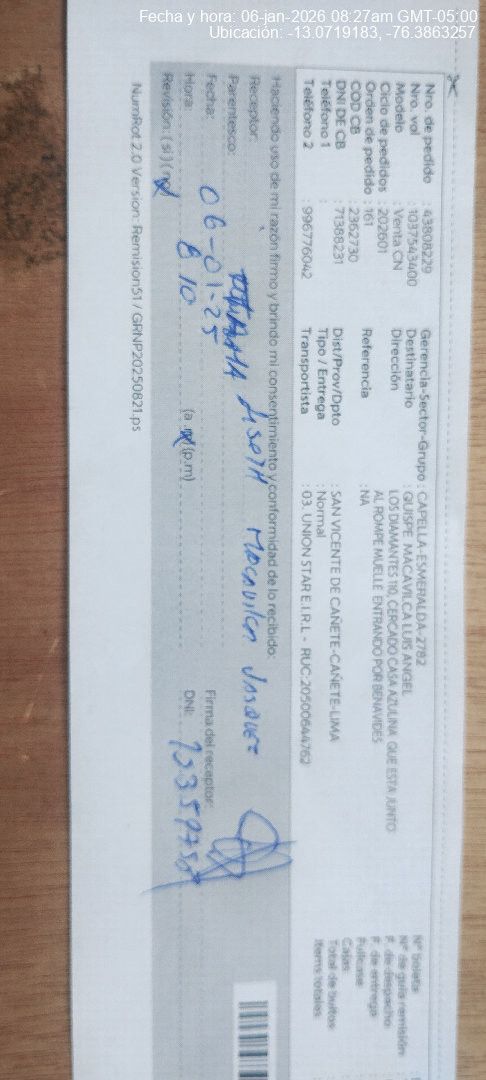 Fecha y hora: 06-jan-2026 08:27am GMT-05:00
Ubicación: -13.0719183, -76.3863257
Nro. de pedido : 43808229
Nro. val : 1037543400
Modelo : Venta CN
Ciclo de pedidos : 202601
Orden de pedido : 161
COD CB : 2362730
DNI DE CB : 71388231
Teléfono 1 :
Teléfono 2 : 996776042
Gerencia-Sector-Grupo : CAPELLA-ESMERALDA-2782
Destinatario : QUISPE MACAVILCA LUIS ANGEL
Dirección : LOS DIAMANTES 110, CERCADO CASA AZULINA QUE ESTA JUNTO
AL ROMPE MUELLE ENTRANDO POR BENAVIDES
Referencia : NA
Dist/Prov/Dpto : SAN VICENTE DE CAÑETE-CAÑETE-LIMA
Tipo / Entrega : Normal
Transportista : 03. UNION STAR E.I.R.L - RUC:20500644762
N° boleta
N° de guía remisión
F. de despacho
F. de entrega
Fullcase
Cajas
Total de bultos
Items totales
Haciendo uso de mi razón firmo y brindo mi consentimiento y conformidad de lo recibido:
Receptor: Lisbth Macavilca
Parentesco:
Fecha: 06-01-25
Firma del receptor:
Hora: 8 10 (a.m) (p.m)
DNI:
Revisión: (si) (no)
NumRot 2.0 Version: Remision51 / GRNP20250821.ps